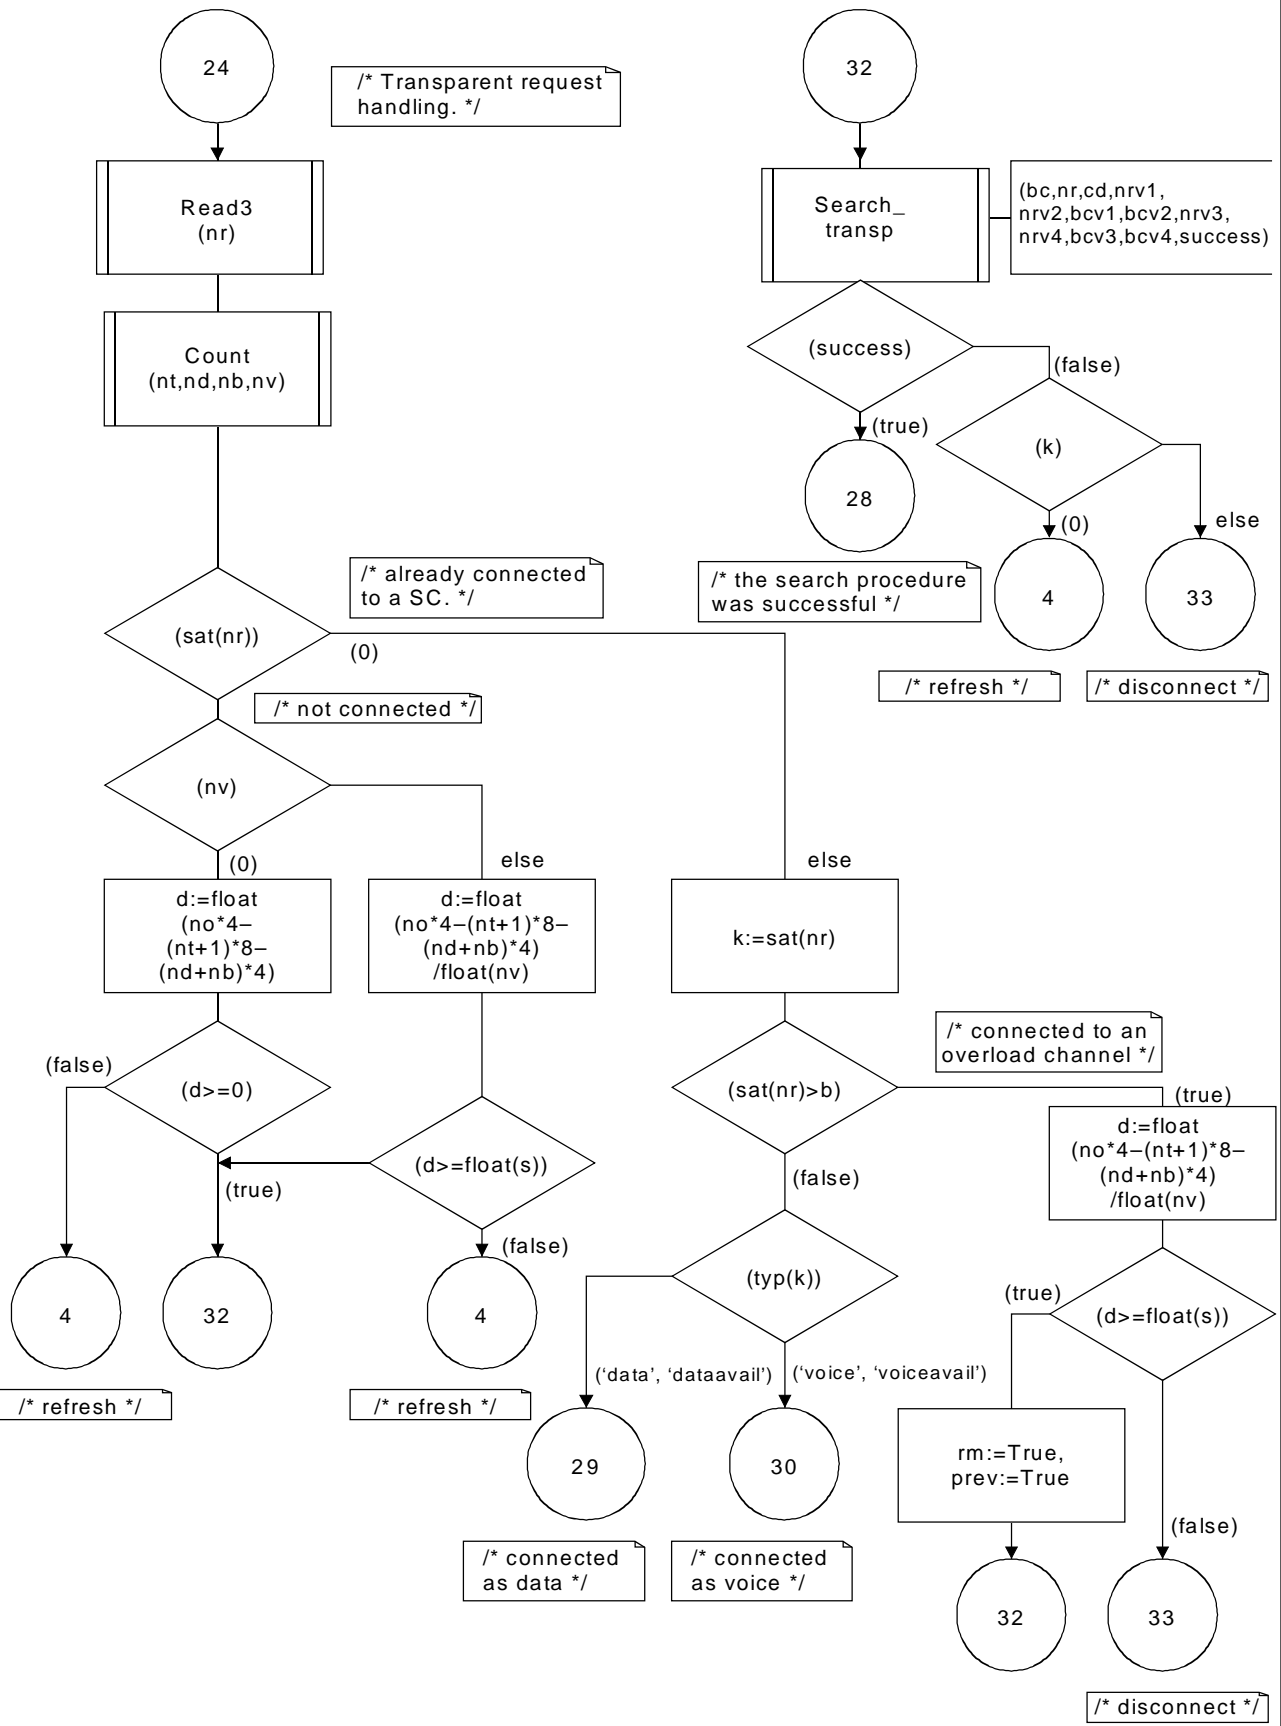 24
/* Transparent request
handling. */
Read3
(nr)
Count
(nt,nd,nb,nv)
/* already connected
to a SC. */
(sat(nr))
(0)
/* not connected */
(nv)
(0)
else
else
d:=float
(no*4–
(nt+1)*8–
(nd+nb)*4)
d:=float
(no*4–(nt+1)*8–
(nd+nb)*4)
/float(nv)
k:=sat(nr)
/* connected to an
overload channel */
(false)
(d>=0)
(sat(nr)>b)
(true)
d:=float
(no*4–(nt+1)*8–
(nd+nb)*4)
/float(nv)
(d>=float(s))
(true)
(false)
(false)
4
32
4
(typ(k))
(true)
(d>=float(s))
/* refresh */
/* refresh */
(‘data’, ‘dataavail’)
(‘voice’, ‘voiceavail’)
29
30
rm:=True,
prev:=True
(false)
/* connected
as data */
/* connected
as voice */
32
33
/* disconnect */
32
Search_
transp
(bc,nr,cd,nrv1,
nrv2,bcv1,bcv2,nrv3,
nrv4,bcv3,bcv4,success)
(success)
(false)
(true)
(k)
28
(0)
else
/* the search procedure
was successful */
4
33
/* refresh */
/* disconnect */